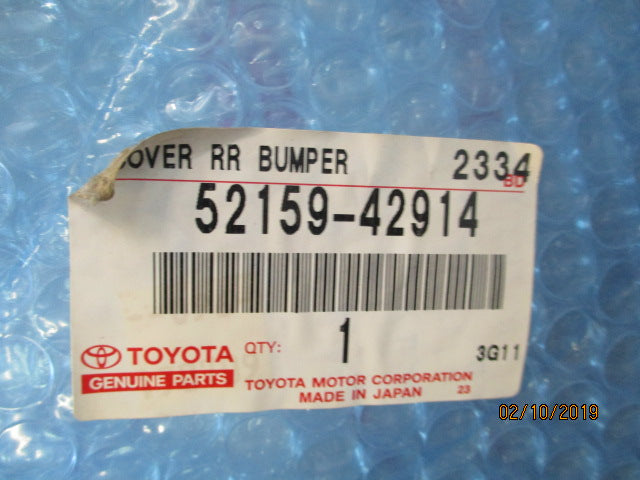 OVER RR BUMPER 2334
BD
52159-42914
TOYOTA QTY: 1 3G11
GENUINE PARTS
TOYOTA MOTOR CORPORATION
MADE IN JAPAN 23
02/10/2019